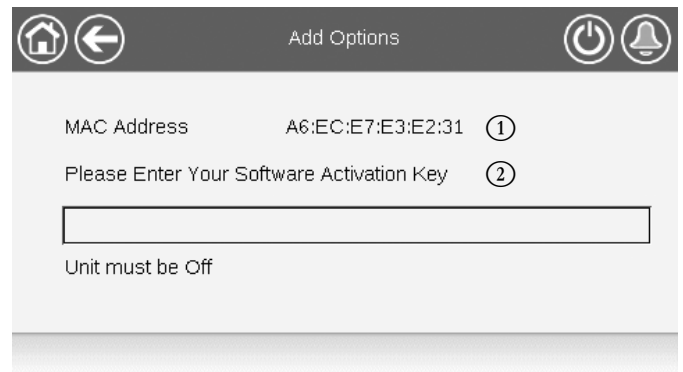 Add Options
MAC Address A6:EC:E7:E3:E2:31 ①
Please Enter Your Software Activation Key ②
Unit must be Off